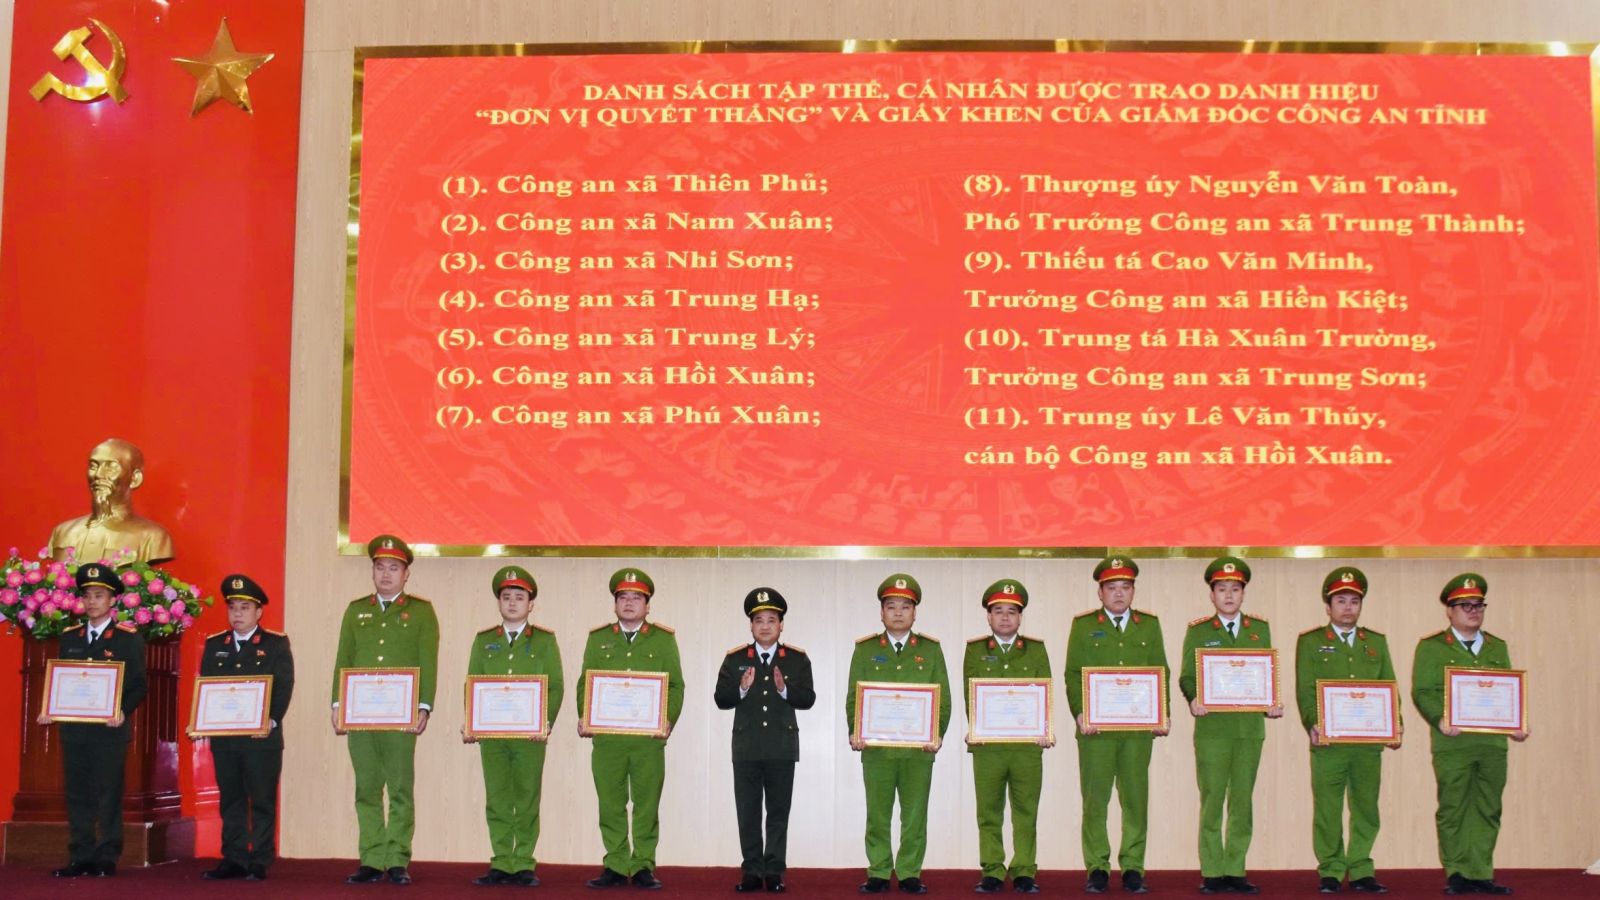 DANH SÁCH TẬP THỂ, CÁ NHÂN ĐƯỢC TRAO DANH HIỆU
“ĐƠN VỊ QUYẾT THẮNG” VÀ GIẤY KHEN CỦA GIÁM ĐỐC CÔNG AN TỈNH
(1). Công an xã Thiên Phủ;
(2). Công an xã Nam Xuân;
(3). Công an xã Nhi Sơn;
(4). Công an xã Trung Hạ;
(5). Công an xã Trung Lý;
(6). Công an xã Hồi Xuân;
(7). Công an xã Phú Xuân;
(8). Thượng úy Nguyễn Văn Toàn,
Phó Trưởng Công an xã Trung Thành;
(9). Thiếu tá Cao Văn Minh,
Trưởng Công an xã Hiền Kiệt;
(10). Trung tá Hà Xuân Trường,
Trưởng Công an xã Trung Sơn;
(11). Trung úy Lê Văn Thủy,
cán bộ Công an xã Hồi Xuân.